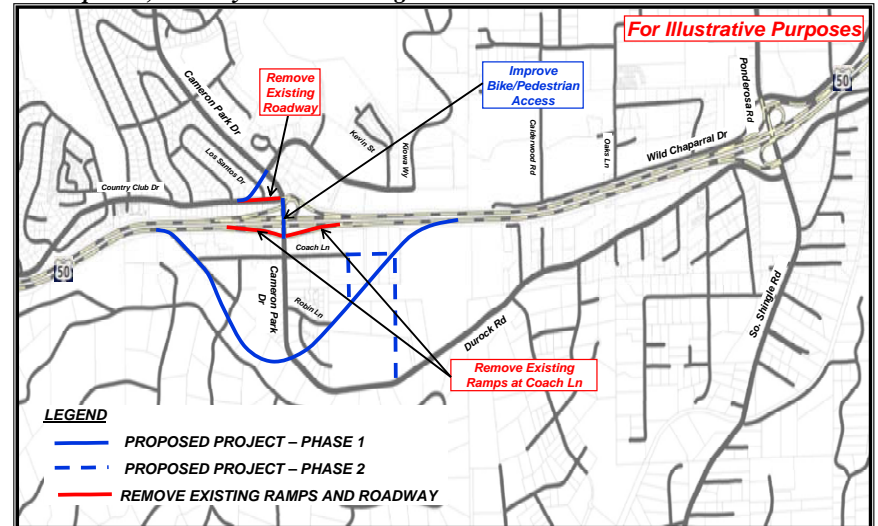 For Illustrative Purposes
Remove
Existing
Roadway
Improve
Bike/Pedestrian
Access
Ponderosa Rd
50
Cameron Park Dr
Los Santos Dr
Kevin St
Kiowa Wy
Calderwood Rd
Oaks Ln
Wild Chaparral Dr
Country Club Dr
50
Coach Ln
Cameron Park
Dr
Robin Ln
Durock Rd
So. Shingle Rd
Remove Existing
Ramps at Coach Ln
LEGEND
PROPOSED PROJECT – PHASE 1
PROPOSED PROJECT – PHASE 2
REMOVE EXISTING RAMPS AND ROADWAY